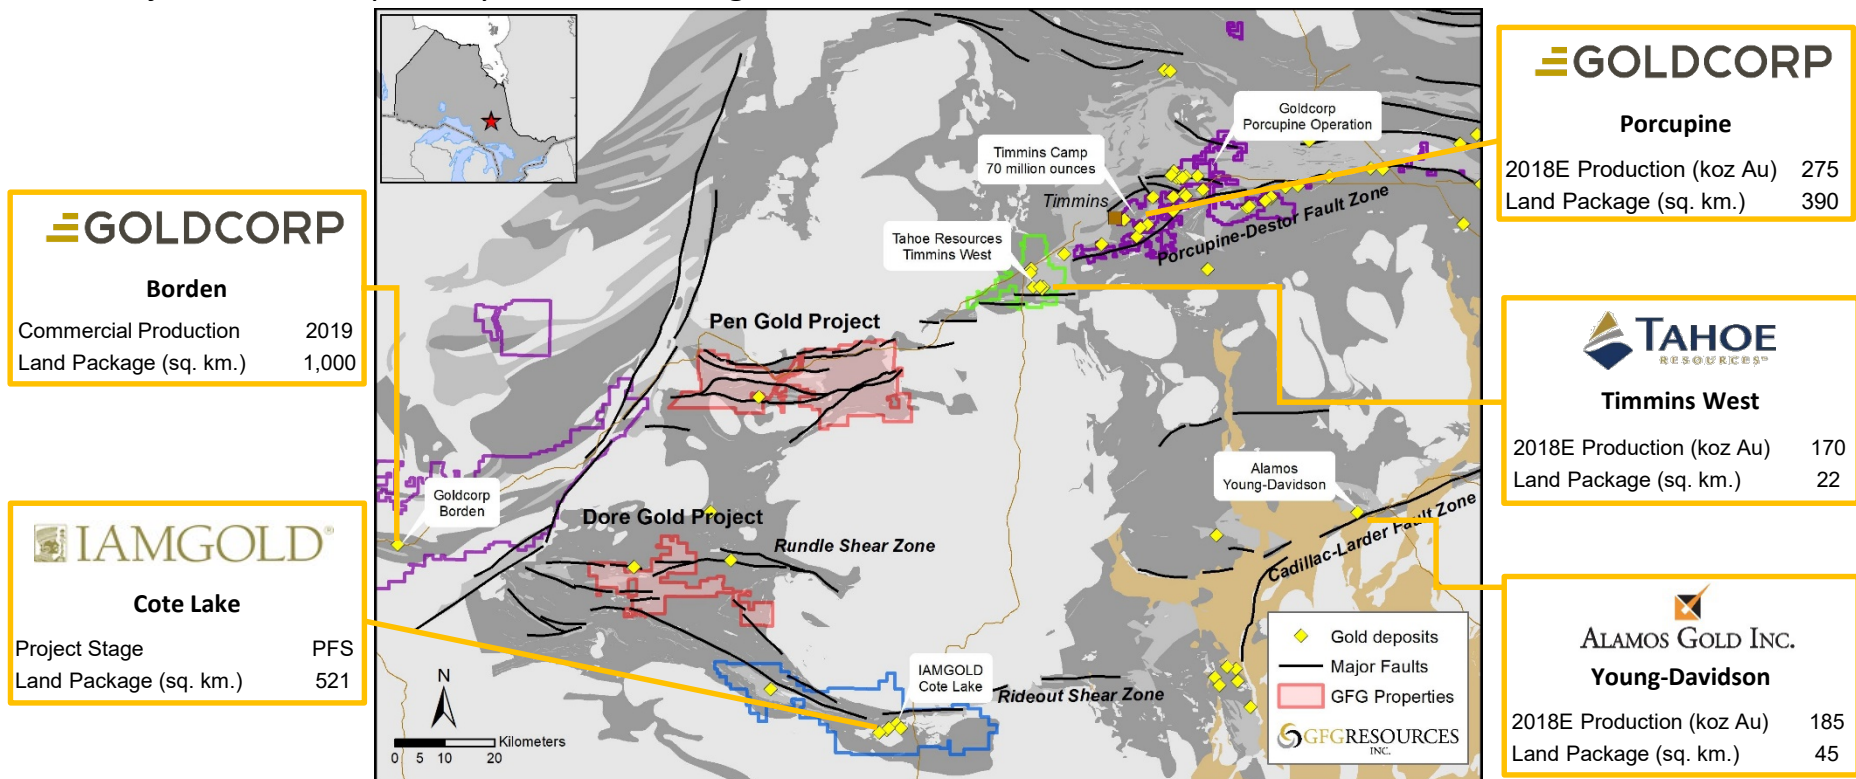 GOLDCORP
Borden
Commercial Production 2019
Land Package (sq. km.) 1,000
IAMGOLD®
Cote Lake
Project Stage PFS
Land Package (sq. km.) 521
Goldcorp
Porcupine Operation
Timmins Camp
70 million ounces
Timmins
Tahoe Resources
Timmins West
Porcupine-Destor Fault Zone
Pen Gold Project
Goldcorp
Borden
Dore Gold Project
Rundle Shear Zone
Alamos
Young-Davidson
Cadillac-Larder Fault Zone
IAMGOLD
Cote Lake
Rideout Shear Zone
N
Kilometers
0 5 10 20
Gold deposits
Major Faults
GFG Properties
GFGRESOURCES
INC.
GOLDCORP
Porcupine
2018E Production (koz Au) 275
Land Package (sq. km.) 390
TAHOE
RESOURCES
Timmins West
2018E Production (koz Au) 170
Land Package (sq. km.) 22
ALAMOS GOLD INC.
Young-Davidson
2018E Production (koz Au) 185
Land Package (sq. km.) 45